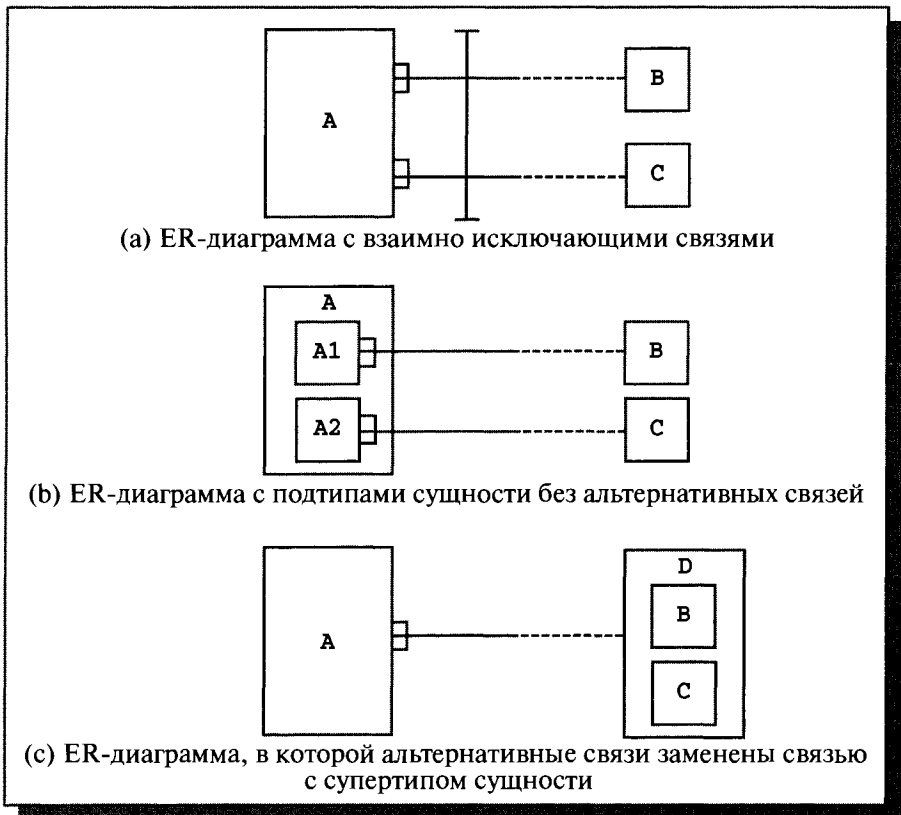 A
B
C
(a) ER-диаграмма с взаимно исключающими связями
A
A1
B
A2
C
(b) ER-диаграмма с подтипами сущности без альтернативных связей
D
B
A
C
(c) ER-диаграмма, в которой альтернативные связи заменены связью
с супертипом сущности